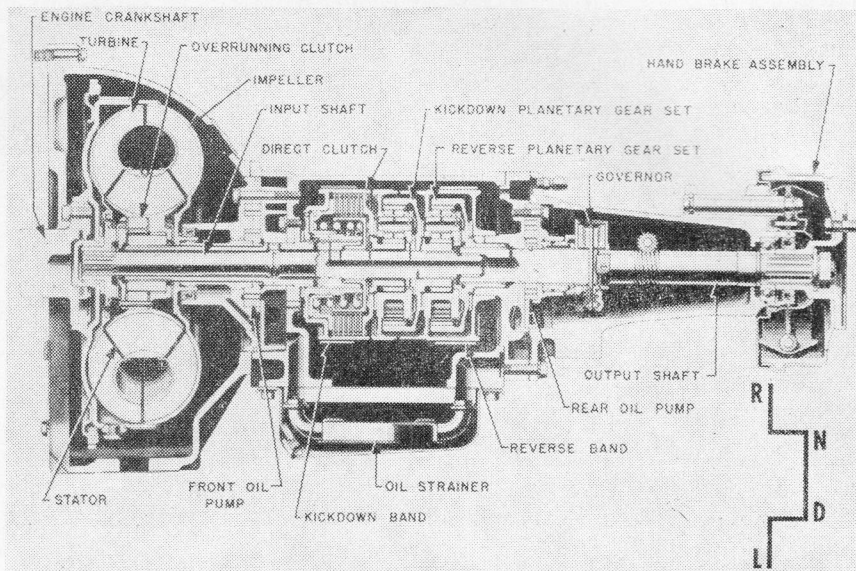 ENGINE CRANKSHAFT
TURBINE
OVERRUNNING CLUTCH
HAND BRAKE ASSEMBLY
IMPELLER
INPUT SHAFT
KICKDOWN PLANETARY GEAR SET
DIRECT CLUTCH
REVERSE PLANETARY GEAR SET
GOVERNOR
OUTPUT SHAFT
R
REAR OIL PUMP
N
REVERSE BAND
FRONT OIL
PUMP
OIL STRAINER
STATOR
KICKDOWN BAND
D
L